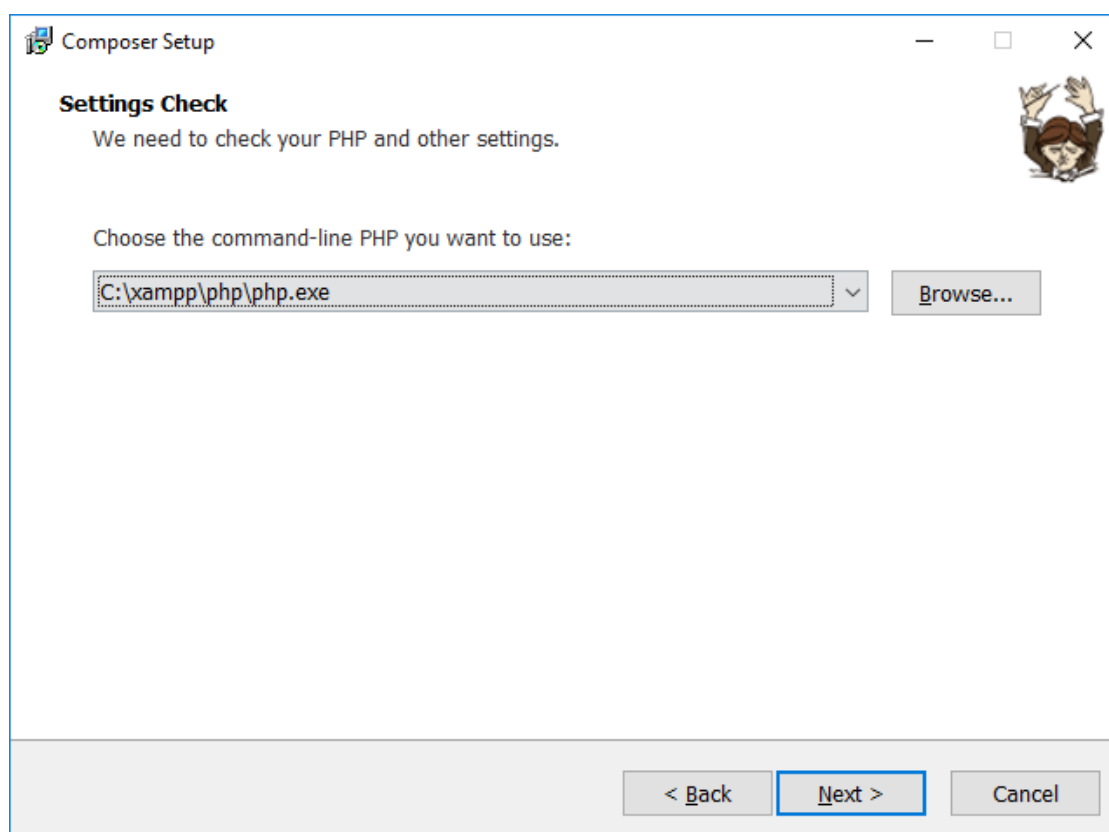 Composer Setup
Settings Check
We need to check your PHP and other settings.
Choose the command-line PHP you want to use:
C:\xampp\php\php.exe
Browse...
< Back
Next >
Cancel